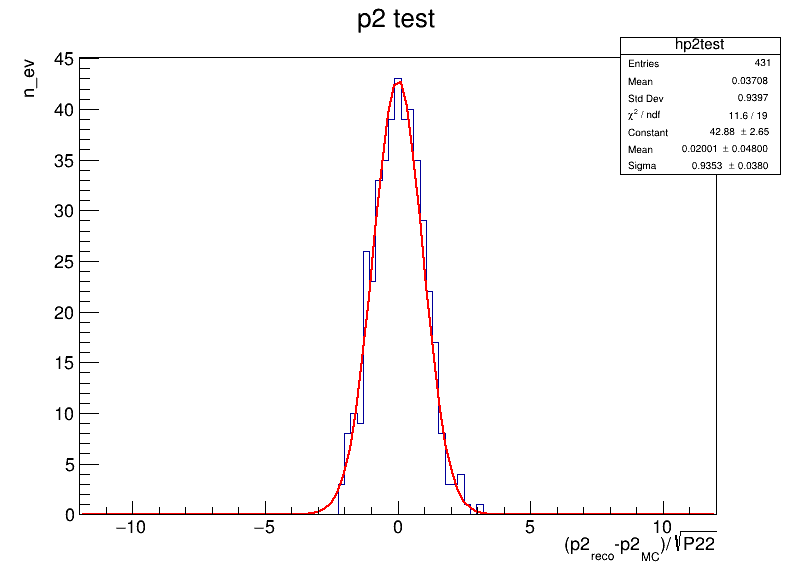 p2 test
hp2test
Entries 431
Mean 0.03708
Std Dev 0.9397
χ² / ndf 11.6 / 19
Constant 42.88 ± 2.65
Mean 0.02001 ± 0.04800
Sigma 0.9353 ± 0.0380
n_ev
45
40
35
30
25
20
15
10
5
0
−10 −5 0 5 10
(p2reco-p2MC)/√P22